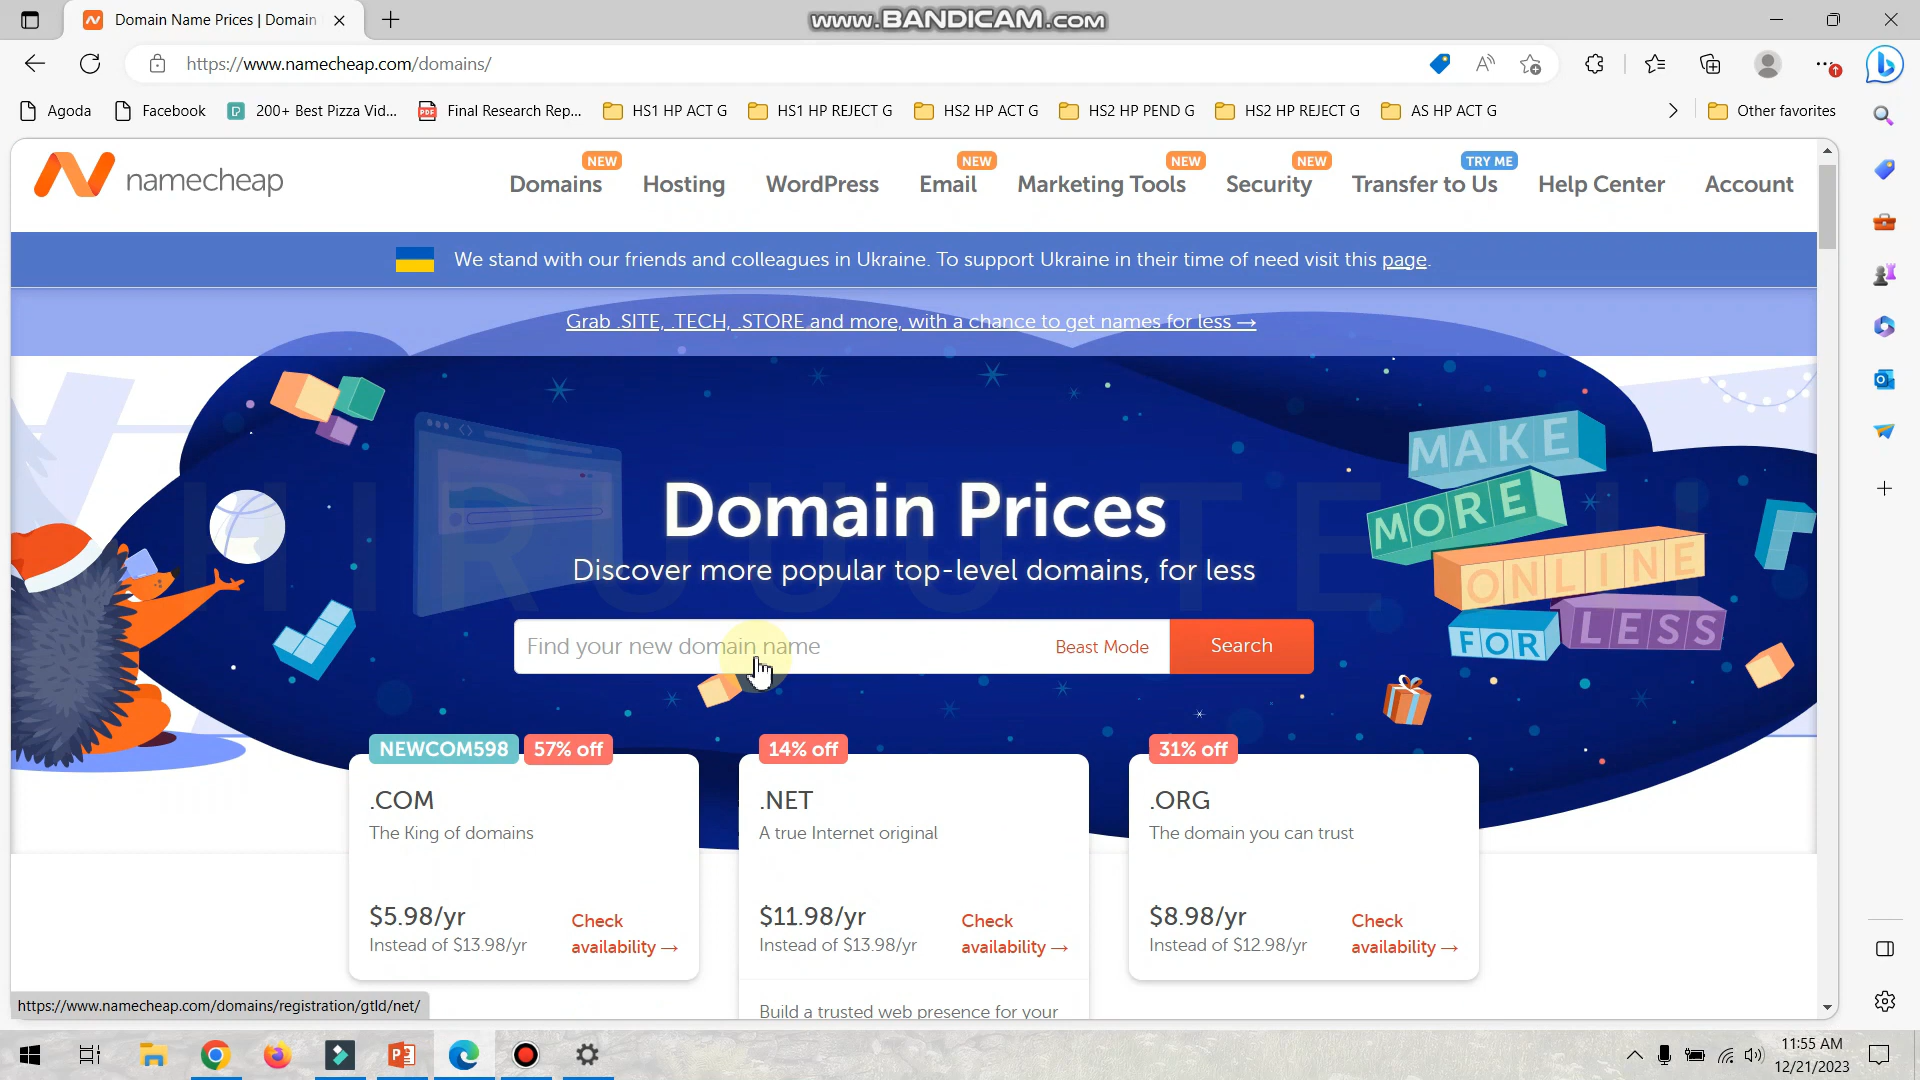 Domain Name Prices | Domain
www.BANDICAM.com
https://www.namecheap.com/domains/
Agoda
Facebook
200+ Best Pizza Vid...
Final Research Rep...
HS1 HP ACT G
HS1 HP REJECT G
HS2 HP ACT G
HS2 HP PEND G
HS2 HP REJECT G
AS HP ACT G
Other favorites
namecheap
NEW
Domains
Hosting
WordPress
NEW
Email
NEW
Marketing Tools
NEW
Security
TRY ME
Transfer to Us
Help Center
Account
We stand with our friends and colleagues in Ukraine. To support Ukraine in their time of need visit this page.
Grab .SITE, .TECH, .STORE and more, with a chance to get names for less →
MAKE
MORE
ONLINE
FOR LESS
Domain Prices
Discover more popular top-level domains, for less
Find your new domain name
Beast Mode
Search
NEWCOM598
57% off
.COM
The King of domains
$5.98/yr
Instead of $13.98/yr
Check
availability →
14% off
.NET
A true Internet original
$11.98/yr
Instead of $13.98/yr
Check
availability →
Build a trusted web presence for your
31% off
.ORG
The domain you can trust
$8.98/yr
Instead of $12.98/yr
Check
availability →
https://www.namecheap.com/domains/registration/gtld/net/
11:55 AM
12/21/2023